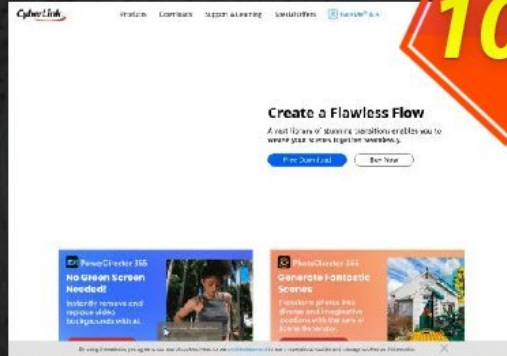 10
CyberLink
Products Downloads Support & Learning Special Offers
Create a Flawless Flow
A vast library of stunning transitions enables you to
weave your scenes together seamlessly.
Free Download Buy Now
PowerDirector 365
No Green Screen
Needed!
Instantly remove and
replace video
backgrounds with AI.
PhotoDirector 365
Generate Fantastic
Scenes
Transform photos into
diverse and imaginative
positions with the new AI
Scene Generator.